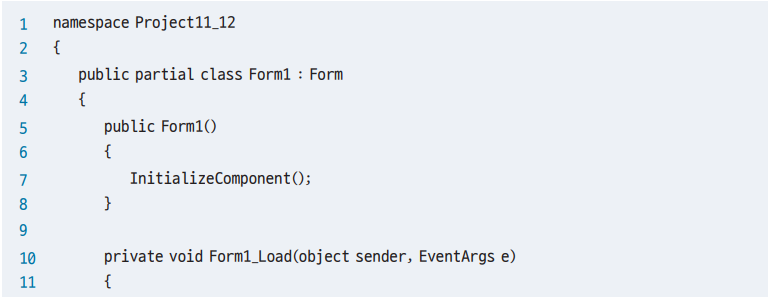 1 namespace Project11_12
2 {
3 public partial class Form1 : Form
4 {
5 public Form1()
6 {
7 InitializeComponent();
8 }
9
10 private void Form1_Load(object sender, EventArgs e)
11 {